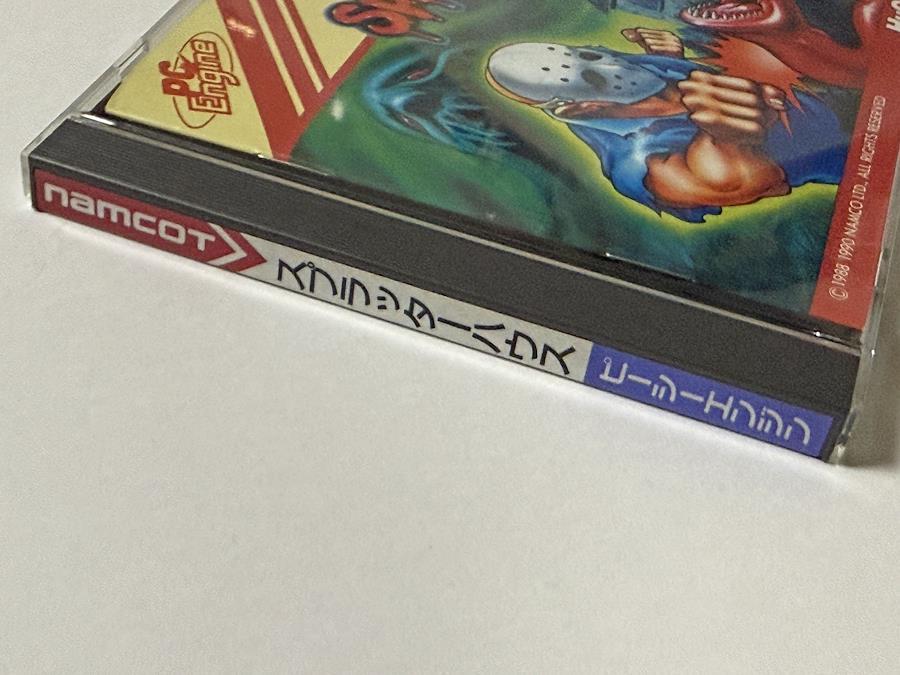 PC
Engine
© 1988 1990 NAMCO LTD., ALL RIGHTS RESERVED
namcot
スプラッターハウス
ピーシーエンジン